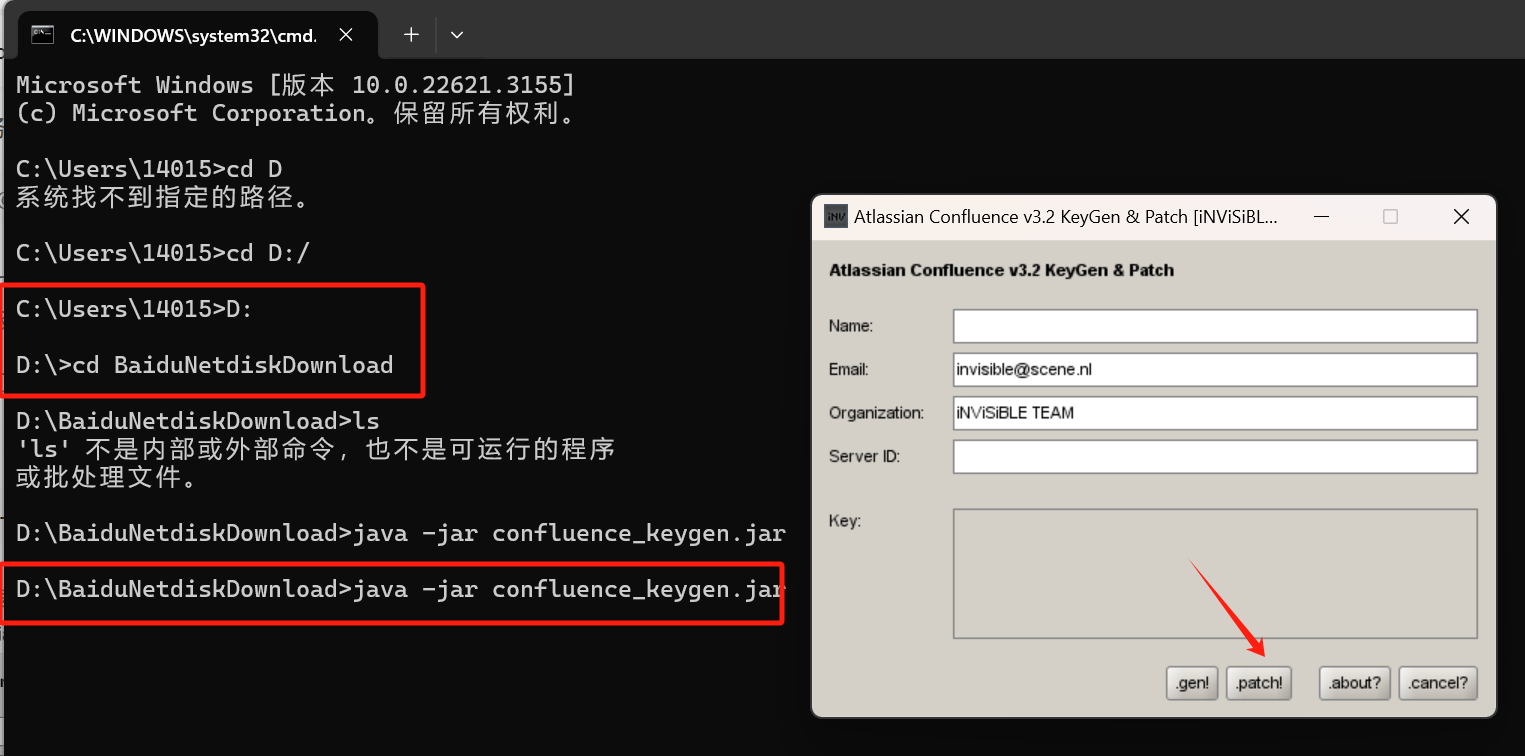 C:\WINDOWS\system32\cmd.
Microsoft Windows [版本 10.0.22621.3155]
(c) Microsoft Corporation。保留所有权利。
C:\Users\14015>cd D
系统找不到指定的路径。
C:\Users\14015>cd D:/
C:\Users\14015>D:
D:\>cd BaiduNetdiskDownload
D:\BaiduNetdiskDownload>ls
'ls' 不是内部或外部命令，也不是可运行的程序
或批处理文件。
D:\BaiduNetdiskDownload>java -jar confluence_keygen.jar
D:\BaiduNetdiskDownload>java -jar confluence_keygen.jar
iNV
Atlassian Confluence v3.2 KeyGen & Patch [iNViSiBL...
Atlassian Confluence v3.2 KeyGen & Patch
Name:
Email: invisible@scene.nl
Organization: iNViSiBLE TEAM
Server ID:
Key:
.gen! .patch! .about? .cancel?